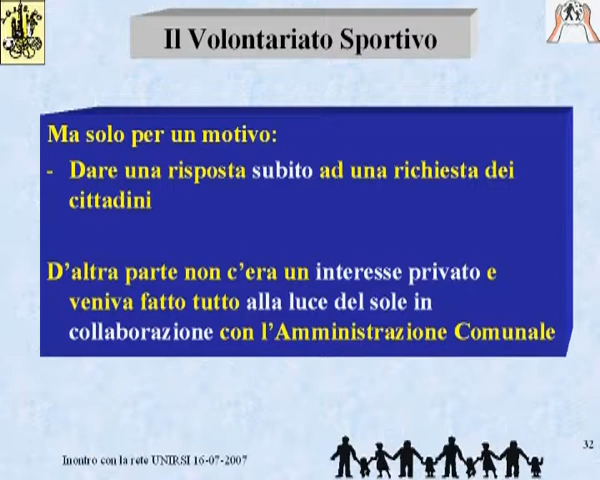 Il Volontariato Sportivo
Ma solo per un motivo:
- Dare una risposta subito ad una richiesta dei
cittadini
D'altra parte non c'era un interesse privato e
veniva fatto tutto alla luce del sole in
collaborazione con l'Amministrazione Comunale
32
Inontro con la rete UNIRSI 16-07-2007